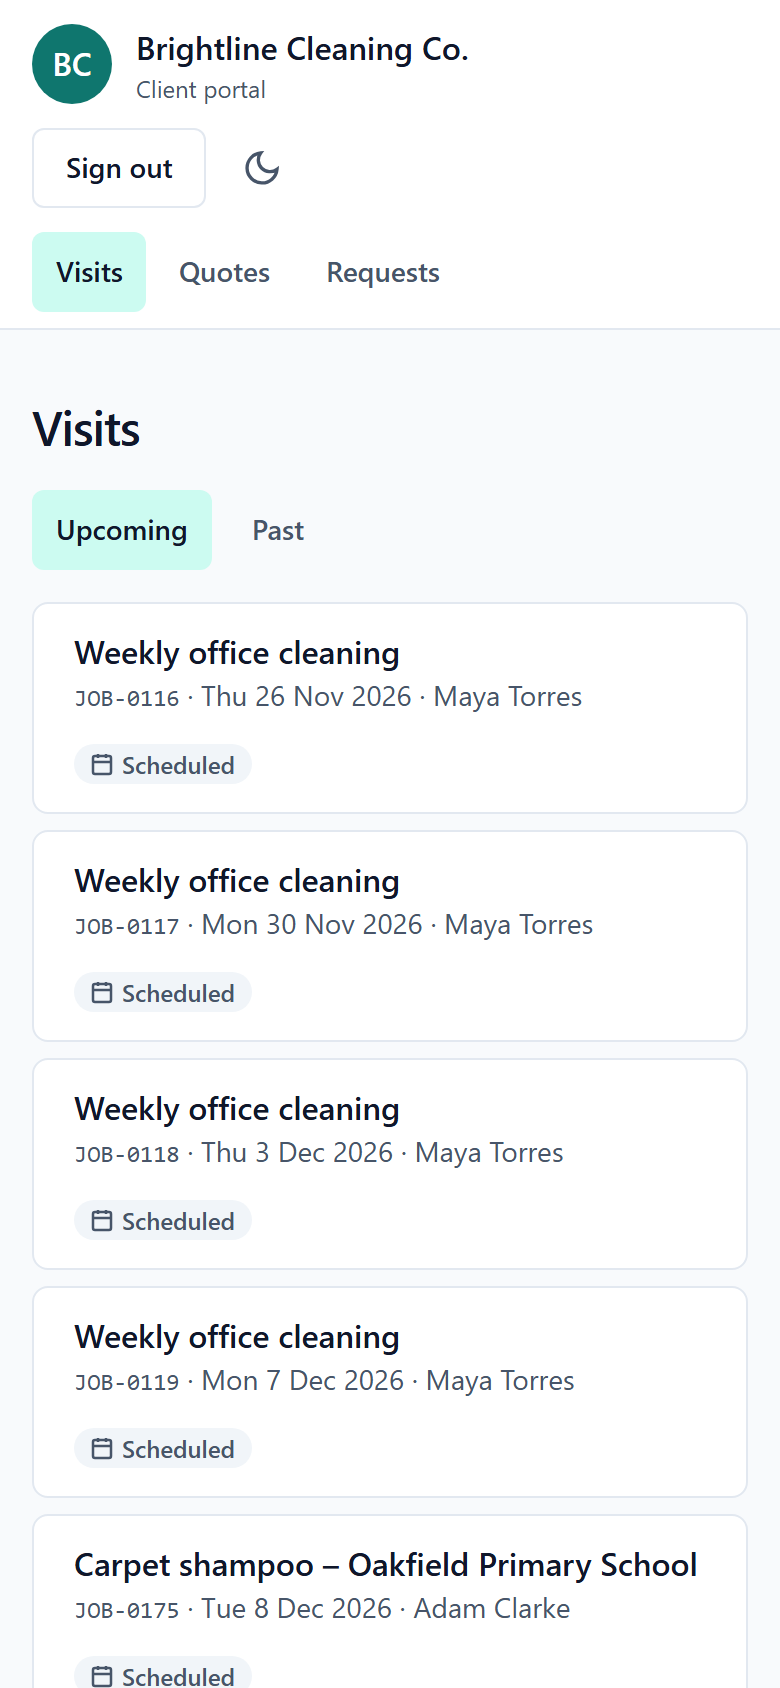 BC
Brightline Cleaning Co.
Client portal
Sign out
Visits Quotes Requests
Visits
Upcoming Past
Weekly office cleaning
JOB-0116 · Thu 26 Nov 2026 · Maya Torres
Scheduled
Weekly office cleaning
JOB-0117 · Mon 30 Nov 2026 · Maya Torres
Scheduled
Weekly office cleaning
JOB-0118 · Thu 3 Dec 2026 · Maya Torres
Scheduled
Weekly office cleaning
JOB-0119 · Mon 7 Dec 2026 · Maya Torres
Scheduled
Carpet shampoo – Oakfield Primary School
JOB-0175 · Tue 8 Dec 2026 · Adam Clarke
Scheduled